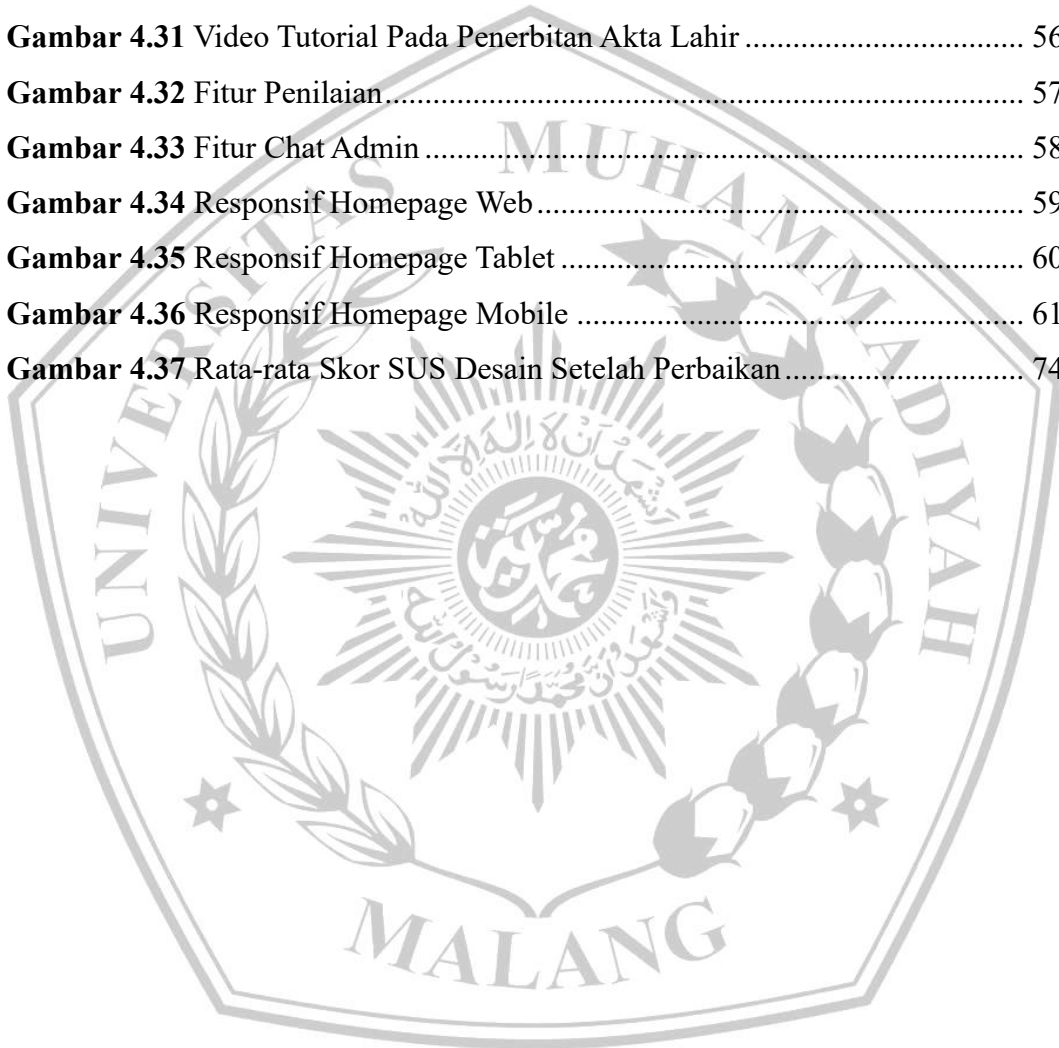 Gambar 4.31 Video Tutorial Pada Penerbitan Akta Lahir ............................. 56
Gambar 4.32 Fitur Penilaian ............................. 57
Gambar 4.33 Fitur Chat Admin ............................. 58
Gambar 4.34 Responsif Homepage Web ............................. 59
Gambar 4.35 Responsif Homepage Tablet ............................. 60
Gambar 4.36 Responsif Homepage Mobile ............................. 61
Gambar 4.37 Rata-rata Skor SUS Desain Setelah Perbaikan ............................. 74
UNIVERSITAS MUHAMMADIYAH
MALANG